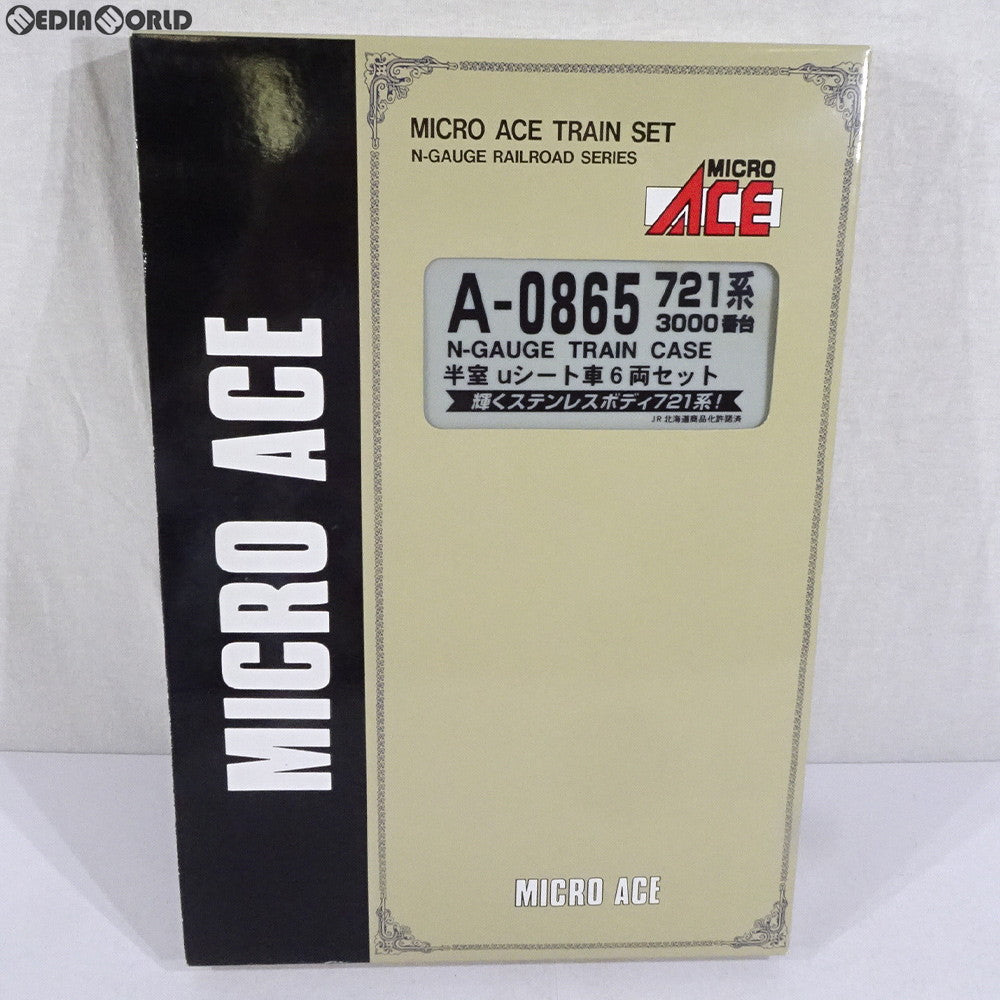 MEDIAWORLD
MICRO ACE TRAIN SET
N-GAUGE RAILROAD SERIES
MICRO
ACE
A-0865 721系
3000番台
N-GAUGE TRAIN CASE
半室 uシート車6両セット
輝くステンレスボディ721系!
JR北海道商品化許諾済
MICRO ACE
MICRO ACE